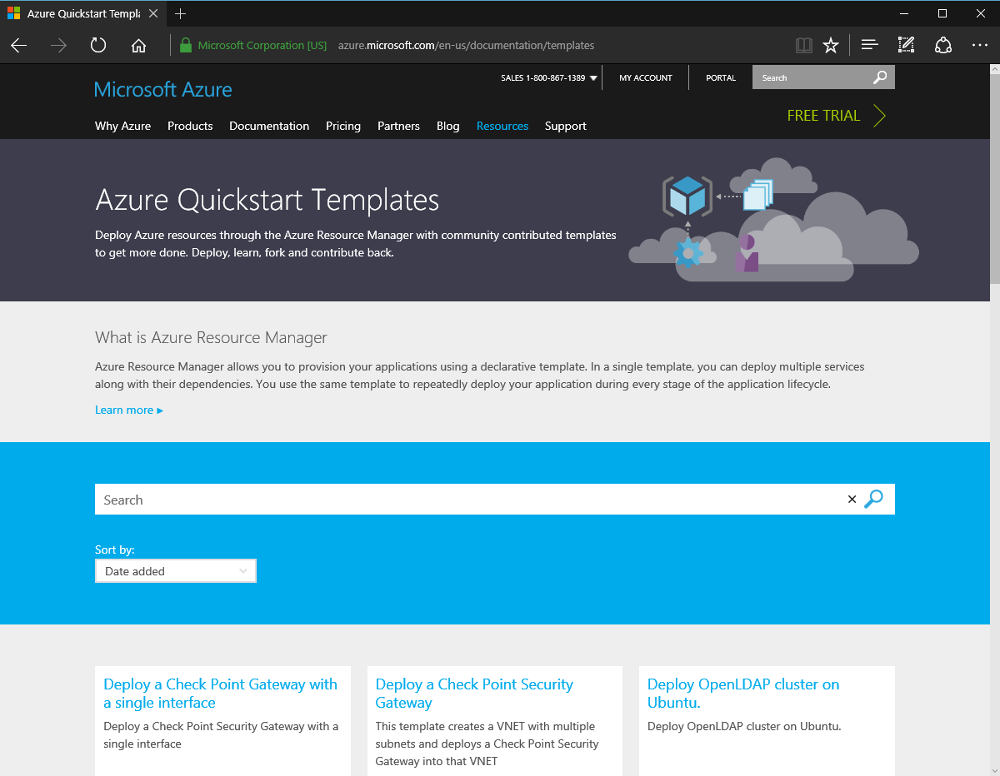 Azure Quickstart Templa
Microsoft Corporation [US] azure.microsoft.com/en-us/documentation/templates
SALES 1-800-867-1389 MY ACCOUNT PORTAL Search
Microsoft Azure
FREE TRIAL
Why Azure Products Documentation Pricing Partners Blog Resources Support
Azure Quickstart Templates
Deploy Azure resources through the Azure Resource Manager with community contributed templates
to get more done. Deploy, learn, fork and contribute back.
What is Azure Resource Manager
Azure Resource Manager allows you to provision your applications using a declarative template. In a single template, you can deploy multiple services
along with their dependencies. You use the same template to repeatedly deploy your application during every stage of the application lifecycle.
Learn more ▸
Search
Sort by:
Date added
Deploy a Check Point Gateway with
a single interface
Deploy a Check Point Security Gateway with a
single interface
Deploy a Check Point Security
Gateway
This template creates a VNET with multiple
subnets and deploys a Check Point Security
Gateway into that VNET
Deploy OpenLDAP cluster on
Ubuntu.
Deploy OpenLDAP cluster on Ubuntu.